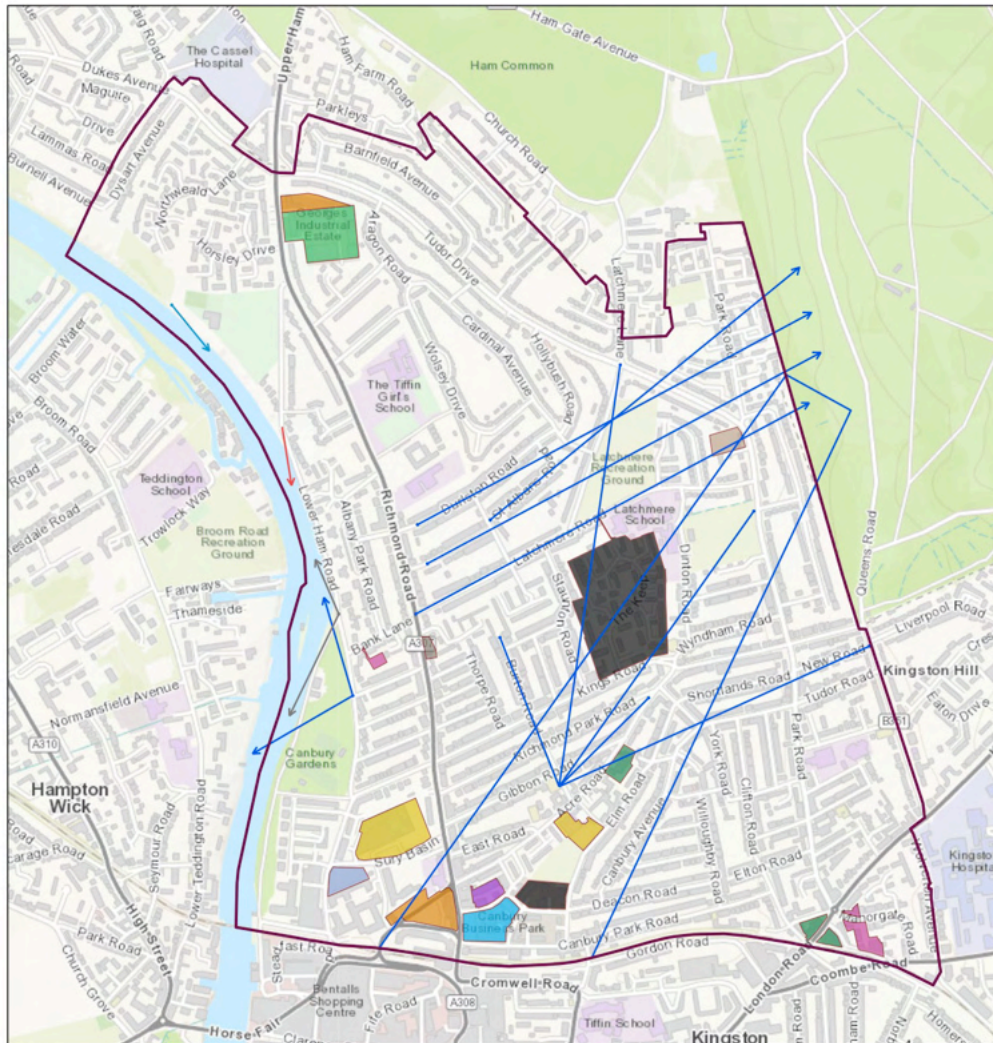 The Cassel
Hospital
Upper-Ham
Ham Gate Avenue
Ham Common
Ham Farm Road
Dukes Avenue
Maguire
Drive
Parkleys
Church Road
Lammas Road
Burnell Avenue
Dysart Avenue
Barnfield Avenue
Northweald Lane
Georges
Industrial
Estate
Aragon Road
Tudor Drive
Horsley Drive
Latchmere Lane
Park Road
Broom Water
Cardinal Avenue
Hollybush Road
Wolsey Drive
The Tiffin
Girl's
School
Broom Road
Teddington
School
Trowlock Way
Broom Road
Recreation
Ground
Durlston Road
St Albans Road
Latchmere
Recreation
Ground
Latchmere
School
Latchmere Road
Richmond Road
Lower Ham Road
Albany Park Road
Fairways
Thameside
Queens Road
Dinton Road
The Keep
Staunton Road
Bank Lane
A307
Wyndham Road
Liverpool Road
New Road
Kingston Hill
Kings Road
Shortlands Road
Tudor Road
Thorpe Road
Burton Road
Normansfield Avenue
A310
Richmond Park Road
B351
Eaton Drive
Canbury
Gardens
Gibbon Road
York Road
Park Road
Hampton
Wick
Acre Road
Elm Road
Clifton Road
Seymour Road
Lower Teddington Road
Sury Basin
East Road
Canbury Avenue
Willoughby Road
Elton Road
Wolverton Avenue
Deacon Road
High-Street
Canbury
Business Park
Canbury Park Road
Gordon Road
Park Road
Church Grove
London-Road
Coombe-Road
Cromwell Road
Bentalls
Shopping
Centre
Fife Road
A308
Tiffin School
Horse-Fair
Kingston